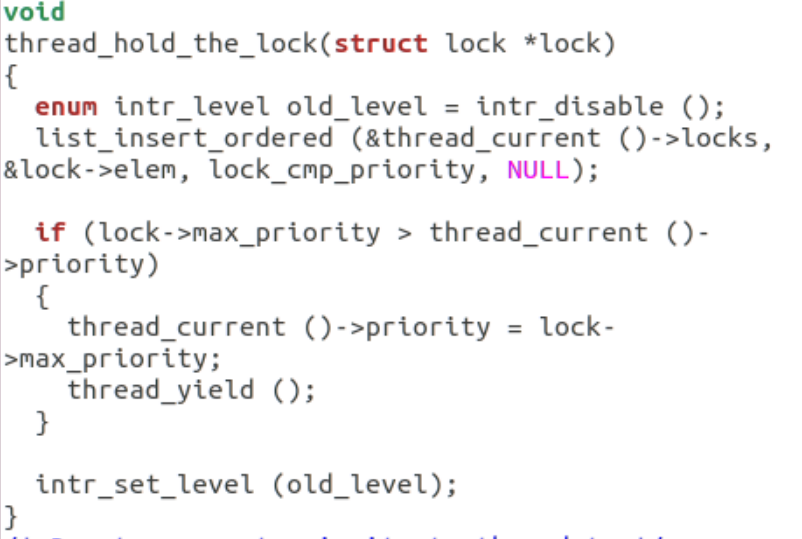 void
thread_hold_the_lock(struct lock *lock)
{
  enum intr_level old_level = intr_disable ();
  list_insert_ordered (&thread_current ()->locks,
&lock->elem, lock_cmp_priority, NULL);

  if (lock->max_priority > thread_current ()-
>priority)
  {
    thread_current ()->priority = lock-
>max_priority;
    thread_yield ();
  }

  intr_set_level (old_level);
}